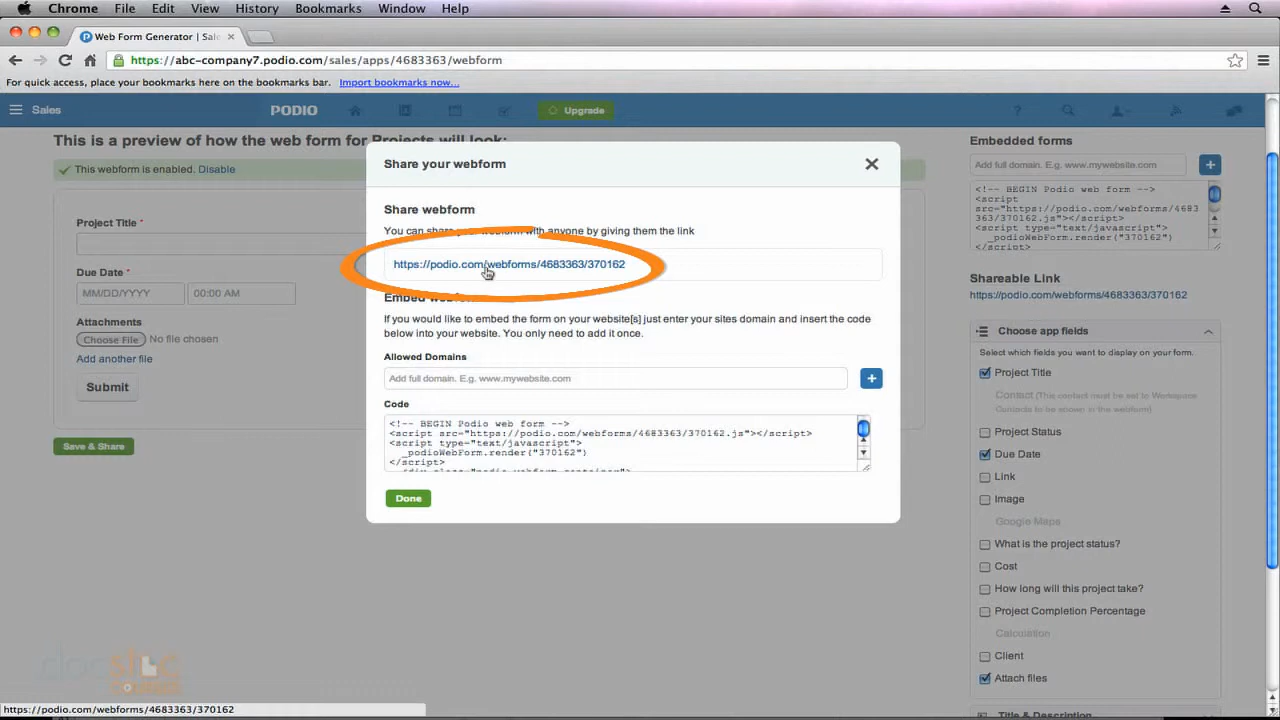 Chrome File Edit View History Bookmarks Window Help
Web Form Generator | Sale
https://abc-company7.podio.com/sales/apps/4683363/webform
For quick access, place your bookmarks here on the bookmarks bar. Import bookmarks now...
Sales
PODIO
Upgrade
This is a preview of how the web form for Projects will look:
This webform is enabled. Disable
Project Title *
Due Date *
MM/DD/YYYY 00:00 AM
Attachments
Choose File No file chosen
Add another file
Submit
Save & Share
Share your webform
Share webform
You can share your webform with anyone by giving them the link
https://podio.com/webforms/4683363/370162
Embed
If you would like to embed the form on your website[s] just enter your sites domain and insert the code
below into your website. You only need to add it once.
Allowed Domains
Add full domain. E.g. www.mywebsite.com
Code
<!-- BEGIN Podio web form -->
<script src="https://podio.com/webforms/4683363/370162.js"></script>
<script type="text/javascript">
_podioWebForm.render("370162")
</script>
Done
Embedded forms
Add full domain. E.g. www.mywebsite.com
<!-- BEGIN Podio web form -->
<script
src="https://podio.com/webforms/4683
363/370162.js"></script>
<script type="text/javascript">
_podioWebForm.render("370162")
</script>
Shareable Link
https://podio.com/webforms/4683363/370162
Choose app fields
Select which fields you want to display on your form.
Project Title
Contact (This contact must be set to Workspace
Contacts to be shown in the webform)
Project Status
Due Date
Link
Image
Google Maps
What is the project status?
Cost
How long will this project take?
Project Completion Percentage
Calculation
Client
Attach files
Title & Description
docstoc
https://podio.com/webforms/4683363/370162